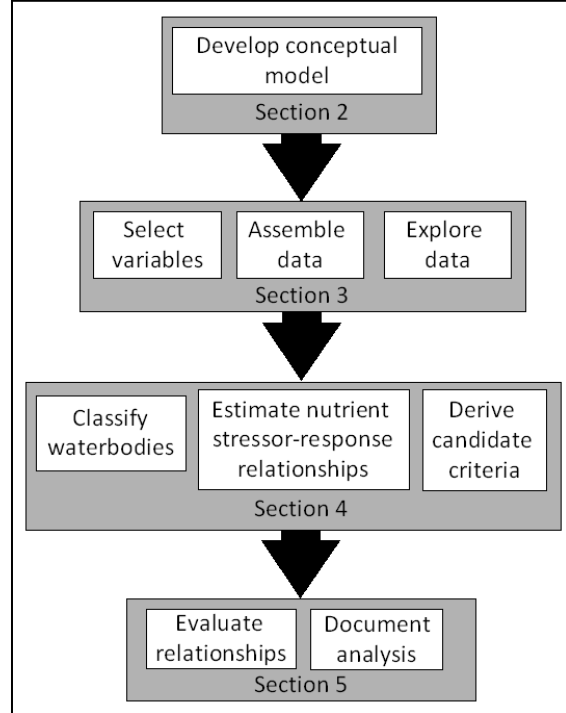 Develop conceptual
model
Section 2
Select
variables
Assemble
data
Explore
data
Section 3
Classify
waterbodies
Estimate nutrient
stressor-response
relationships
Derive
candidate
criteria
Section 4
Evaluate
relationships
Document
analysis
Section 5